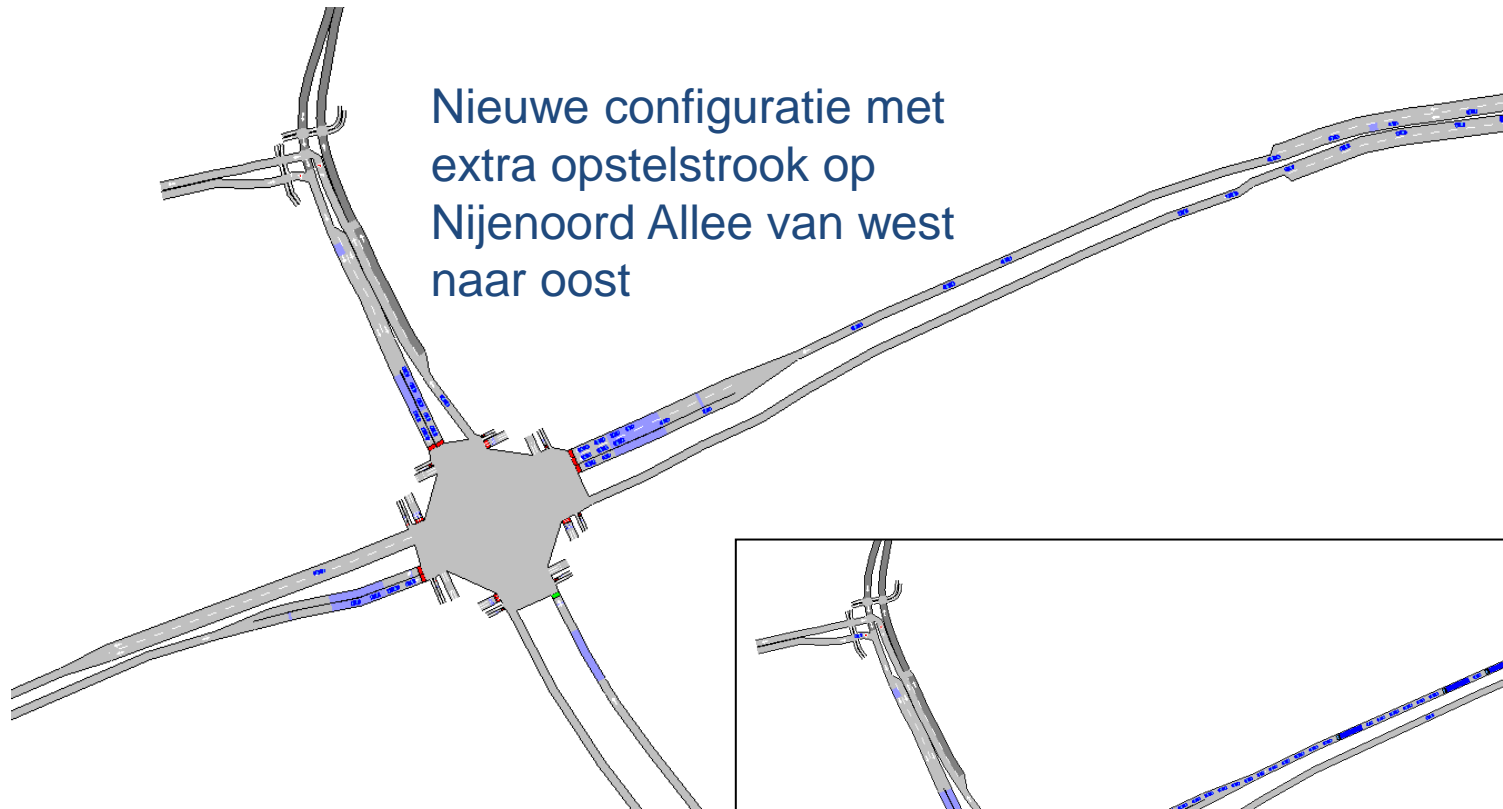 Nieuwe configuratie met
extra opstelstrook op
Nijenoord Allee van west
naar oost